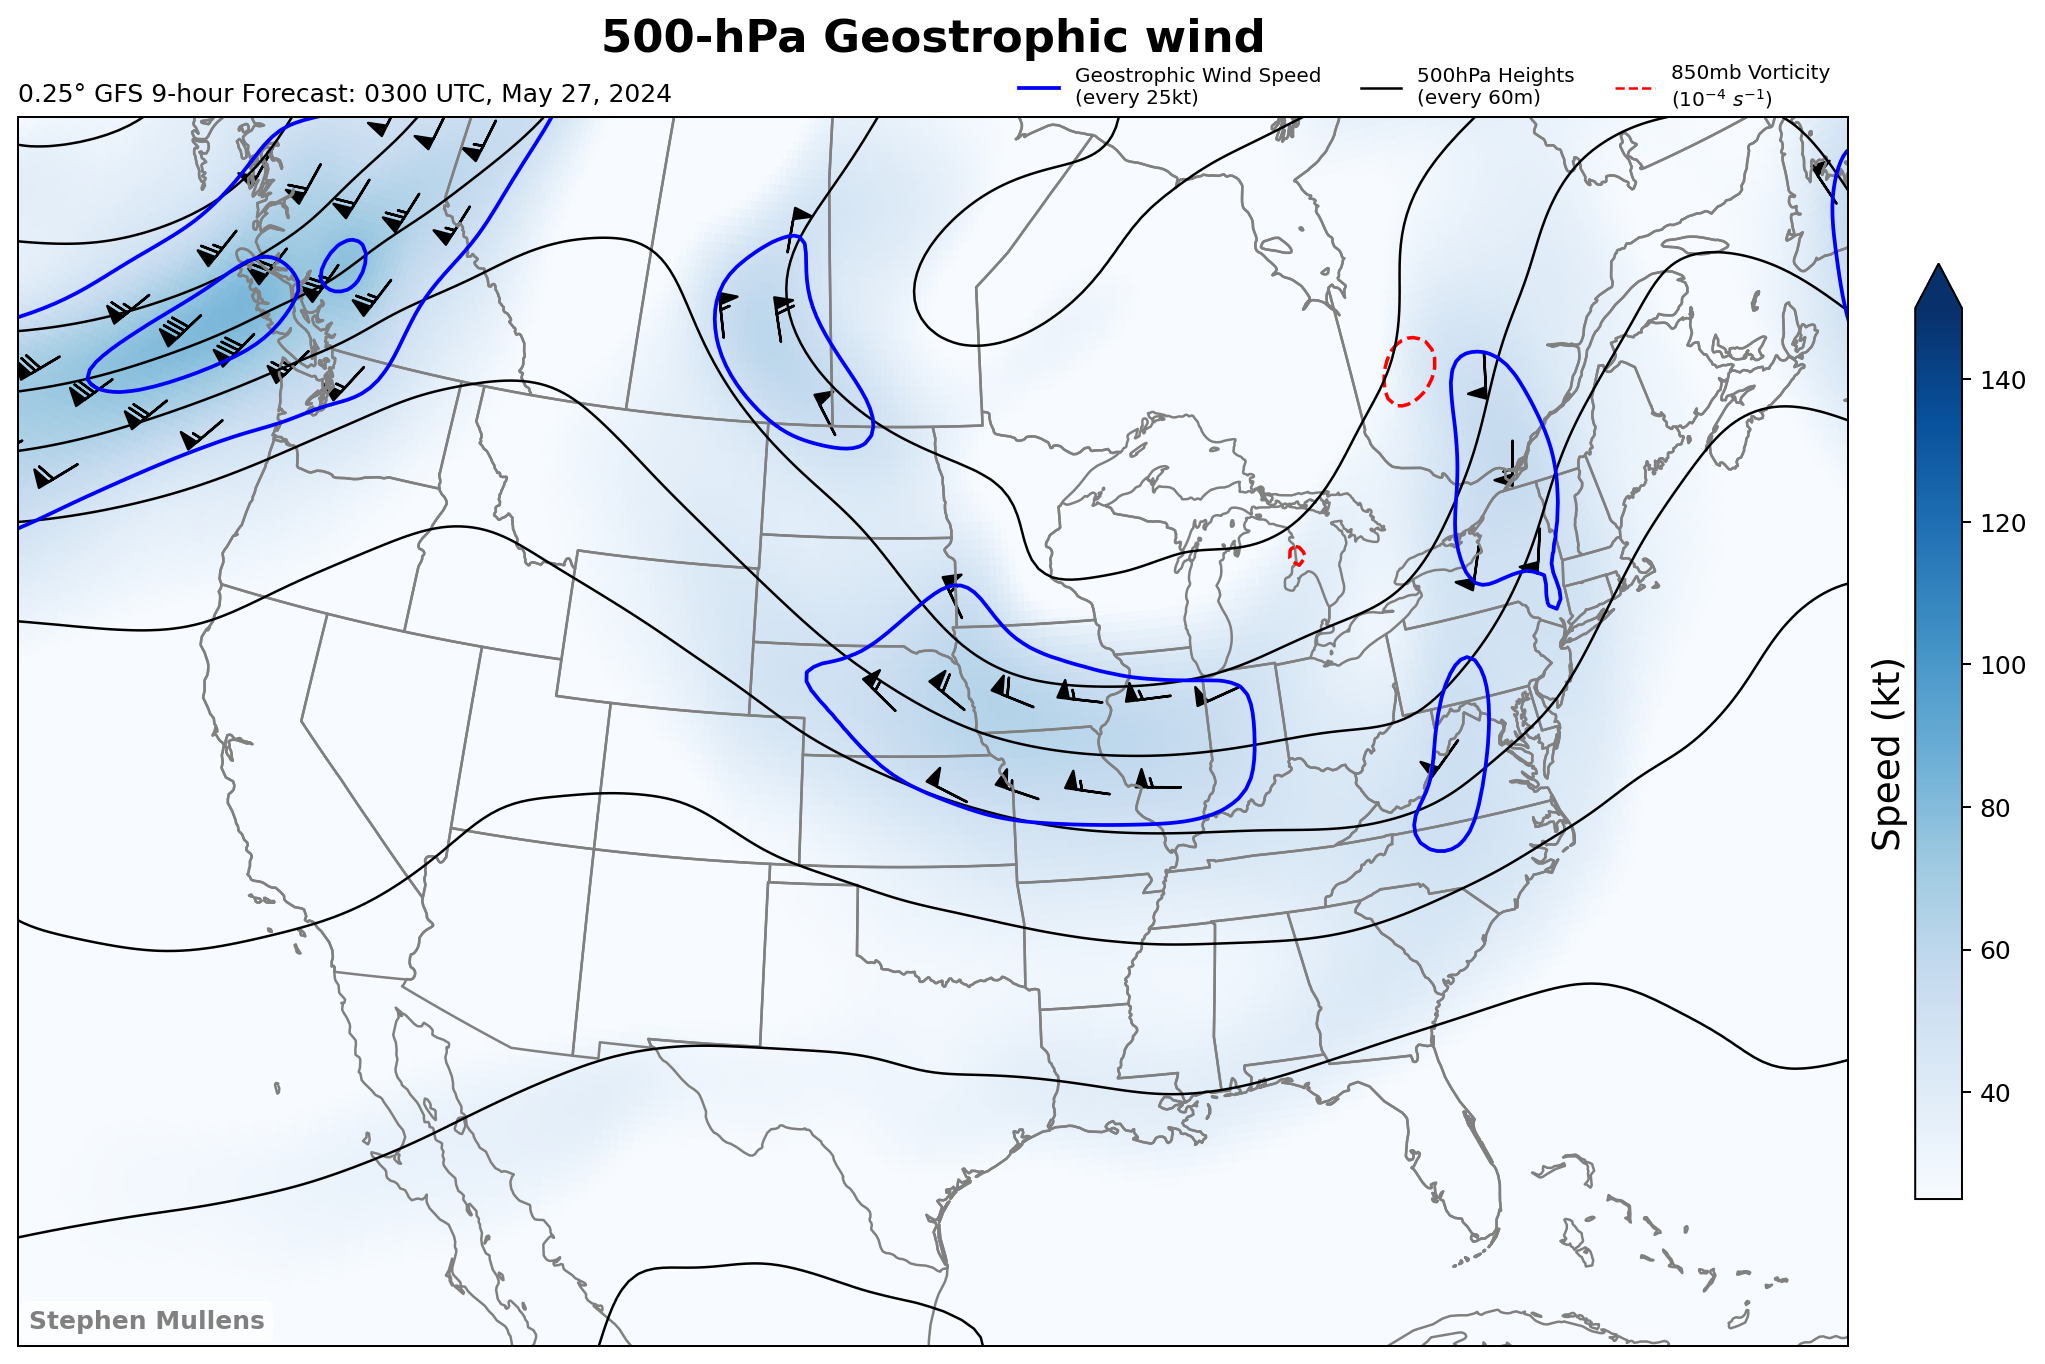 500-hPa Geostrophic wind
0.25° GFS 9-hour Forecast: 0300 UTC, May 27, 2024
Geostrophic Wind Speed
(every 25kt)
500hPa Heights
(every 60m)
850mb Vorticity
(10⁻⁴ s⁻¹)
140
120
100
80
60
40
Speed (kt)
Stephen Mullens